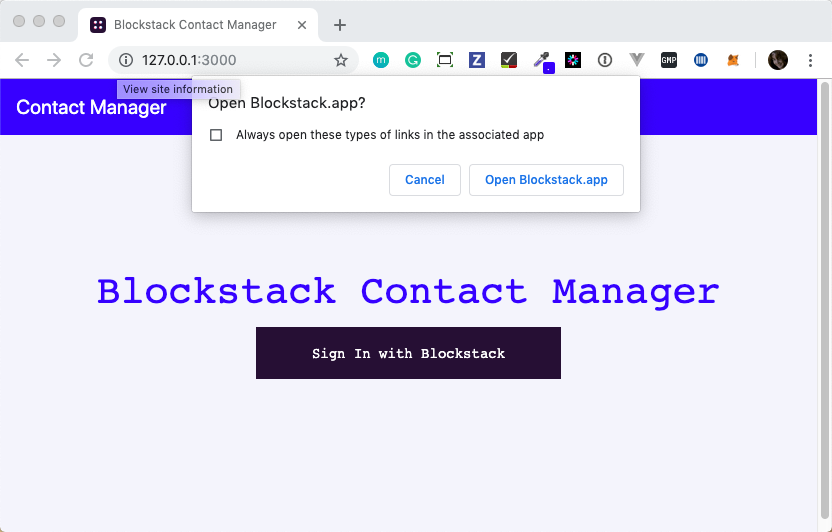 Blockstack Contact Manager
127.0.0.1:3000
View site information
Contact Manager
Open Blockstack.app?
Always open these types of links in the associated app
Cancel
Open Blockstack.app
Blockstack Contact Manager
Sign In with Blockstack
m
G
Z
GMP